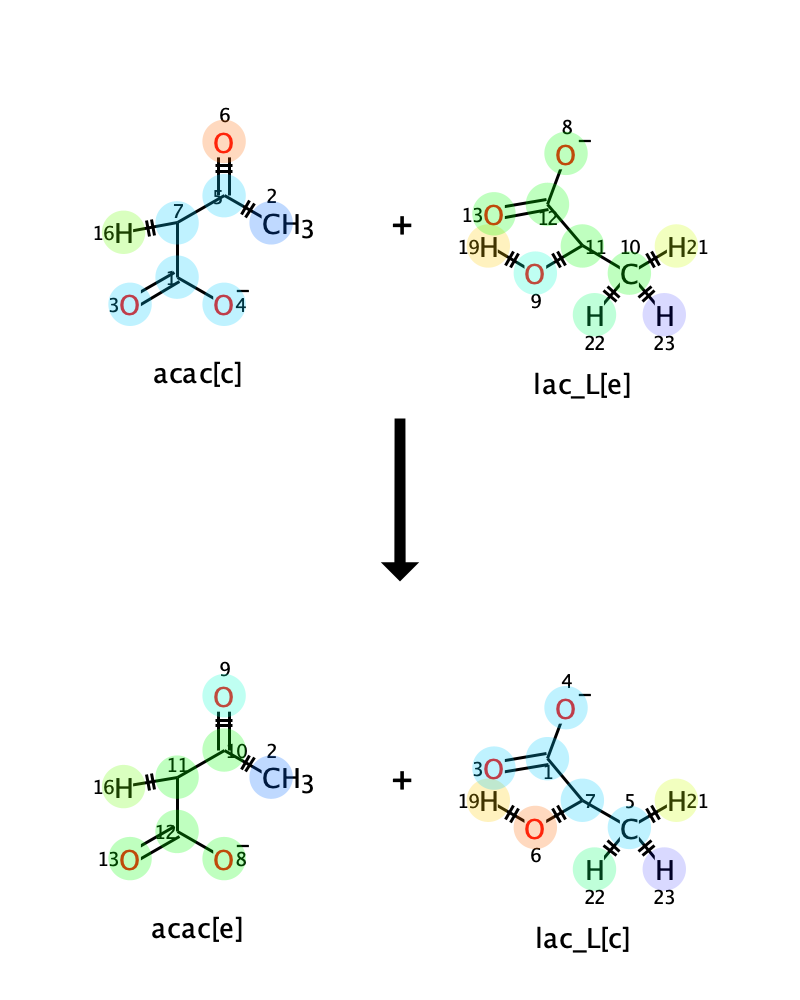 6
O
5
2
CH3
7
16H
1
3O
O4−
acac[c]
+
8
O−
13O
12
19H
11
10
H21
O
C
9
H
H
22
23
lac_L[e]
9
O
10
2
CH3
11
16H
12
13O
O8−
acac[e]
+
4
O−
3O
1
19H
7
5
H21
O
C
6
H
H
22
23
lac_L[c]